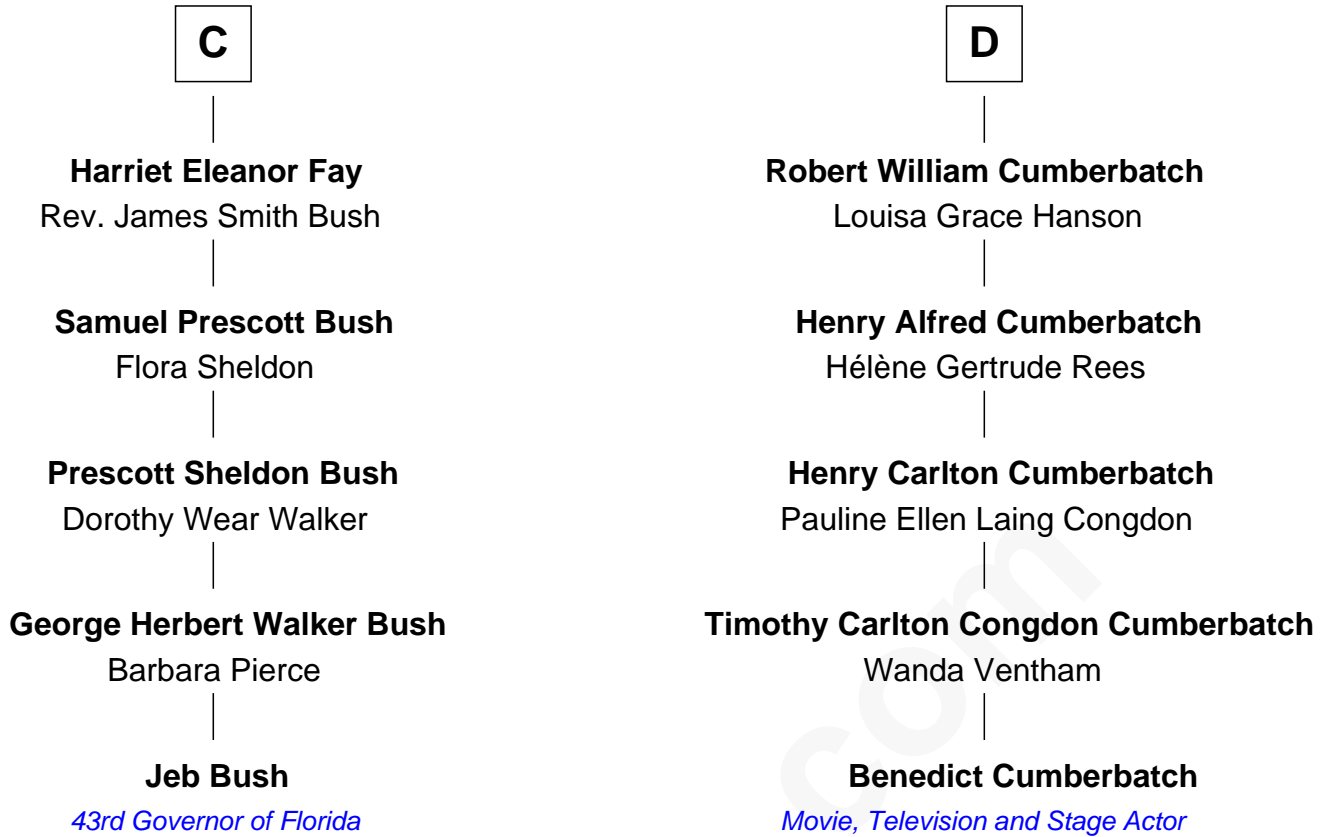 C
Harriet Eleanor Fay
Rev. James Smith Bush
Samuel Prescott Bush
Flora Sheldon
Prescott Sheldon Bush
Dorothy Wear Walker
George Herbert Walker Bush
Barbara Pierce
Jeb Bush
43rd Governor of Florida
D
Robert William Cumberbatch
Louisa Grace Hanson
Henry Alfred Cumberbatch
Hélène Gertrude Rees
Henry Carlton Cumberbatch
Pauline Ellen Laing Congdon
Timothy Carlton Congdon Cumberbatch
Wanda Ventham
Benedict Cumberbatch
Movie, Television and Stage Actor
com